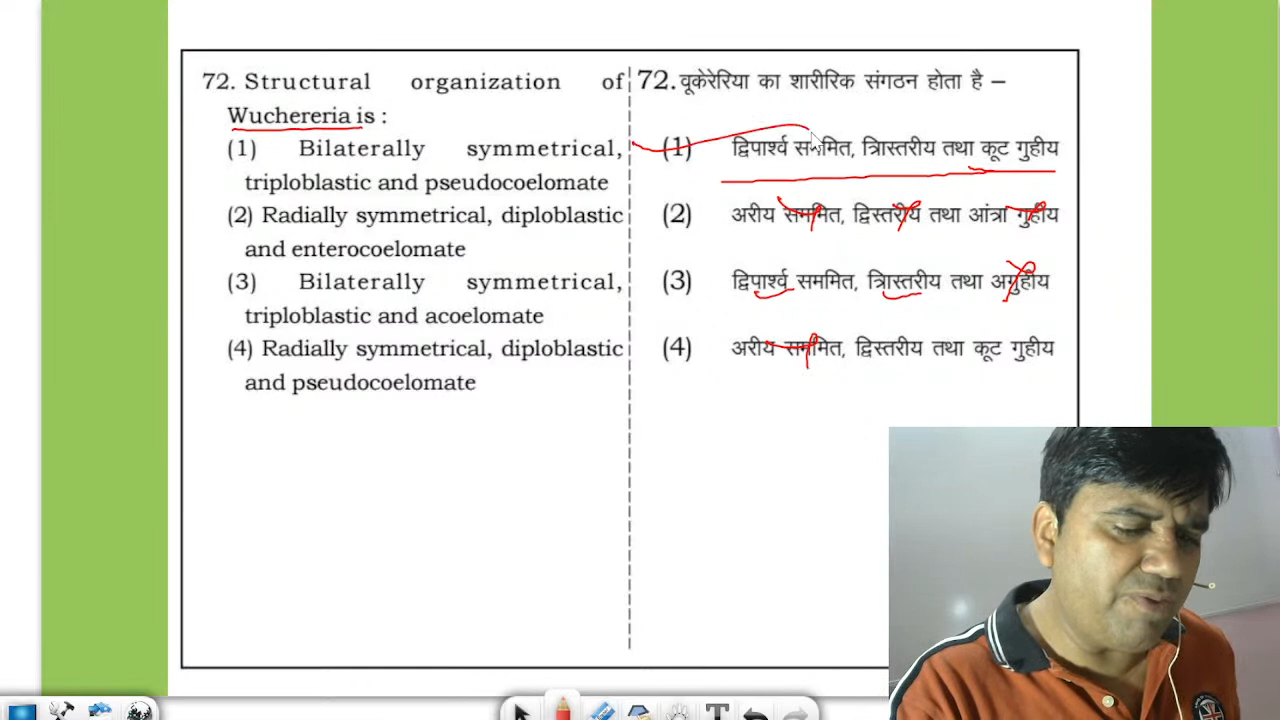 72. Structural organization of
Wuchereria is :
(1) Bilaterally symmetrical,
triploblastic and pseudocoelomate
(2) Radially symmetrical, diploblastic
and enterocoelomate
(3) Bilaterally symmetrical,
triploblastic and acoelomate
(4) Radially symmetrical, diploblastic
and pseudocoelomate
72. वूकेरेरिया का शारीरिक संगठन होता है –
(1) द्विपार्श्व सममित, त्रिास्तरीय तथा कूट गुहीय
(2) अरीय सममित, द्विस्तरीय तथा आंत्रा गुहीय
(3) द्विपार्श्व सममित, त्रिास्तरीय तथा अगुहीय
(4) अरीय सममित, द्विस्तरीय तथा कूट गुहीय